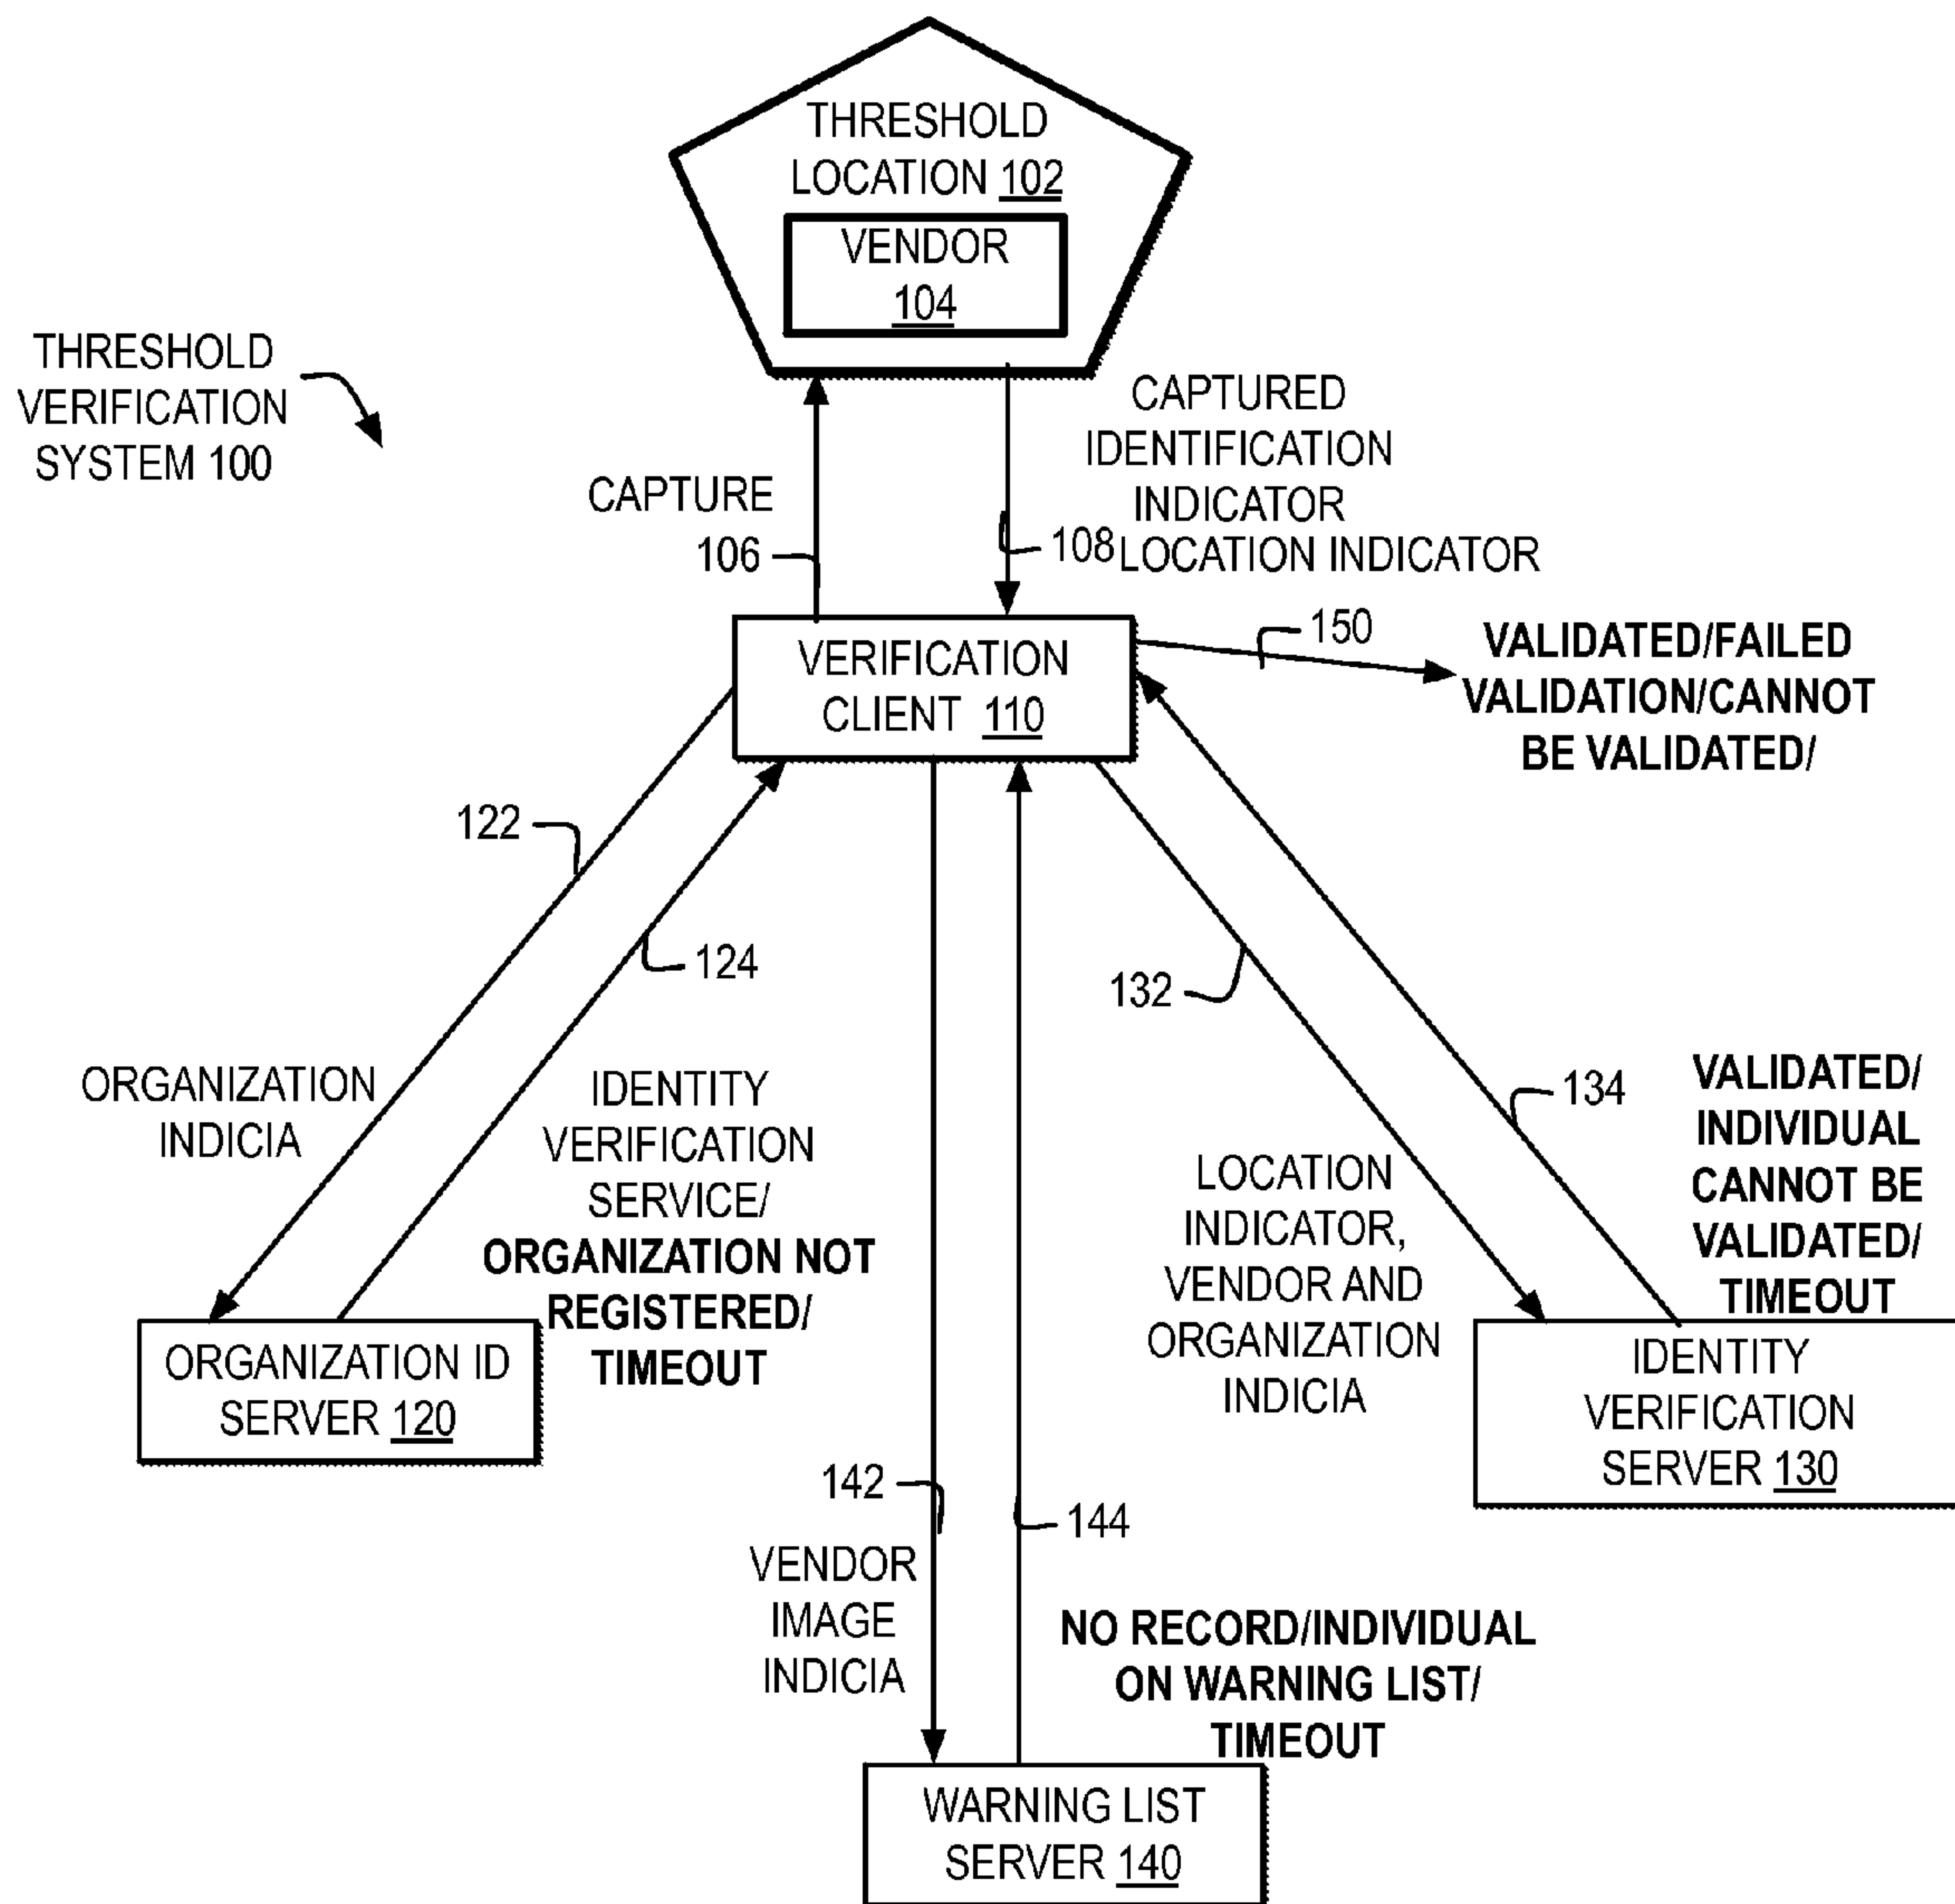 THRESHOLD
LOCATION 102
VENDOR
104
THRESHOLD
VERIFICATION
SYSTEM 100
CAPTURE
106
CAPTURED
IDENTIFICATION
INDICATOR
108 LOCATION INDICATOR
VERIFICATION
CLIENT 110
150
VALIDATED/FAILED
VALIDATION/CANNOT
BE VALIDATED/
122
124
132
134
ORGANIZATION
INDICIA
IDENTITY
VERIFICATION
SERVICE/
ORGANIZATION NOT
REGISTERED/
TIMEOUT
LOCATION
INDICATOR,
VENDOR AND
ORGANIZATION
INDICIA
VALIDATED/
INDIVIDUAL
CANNOT BE
VALIDATED/
TIMEOUT
ORGANIZATION ID
SERVER 120
IDENTITY
VERIFICATION
SERVER 130
142
144
VENDOR
IMAGE
INDICIA
NO RECORD/INDIVIDUAL
ON WARNING LIST/
TIMEOUT
WARNING LIST
SERVER 140